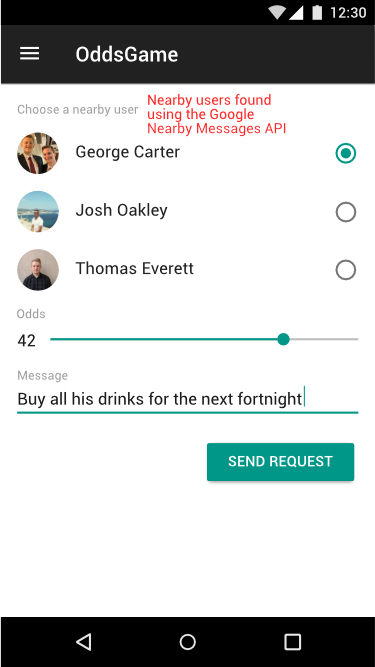 12:30
OddsGame
Choose a nearby user
Nearby users found
using the Google
Nearby Messages API
George Carter
Josh Oakley
Thomas Everett
Odds
42
Message
Buy all his drinks for the next fortnight
SEND REQUEST